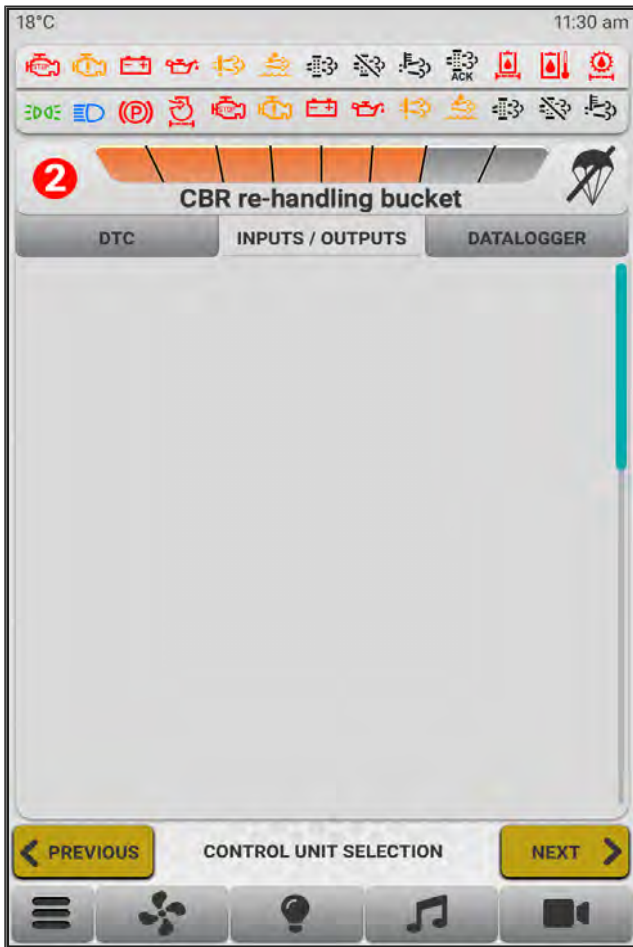 18°C 11:30 am
STOP
ACK
(P) STOP
2
CBR re-handling bucket
DTC INPUTS / OUTPUTS DATALOGGER
PREVIOUS CONTROL UNIT SELECTION NEXT